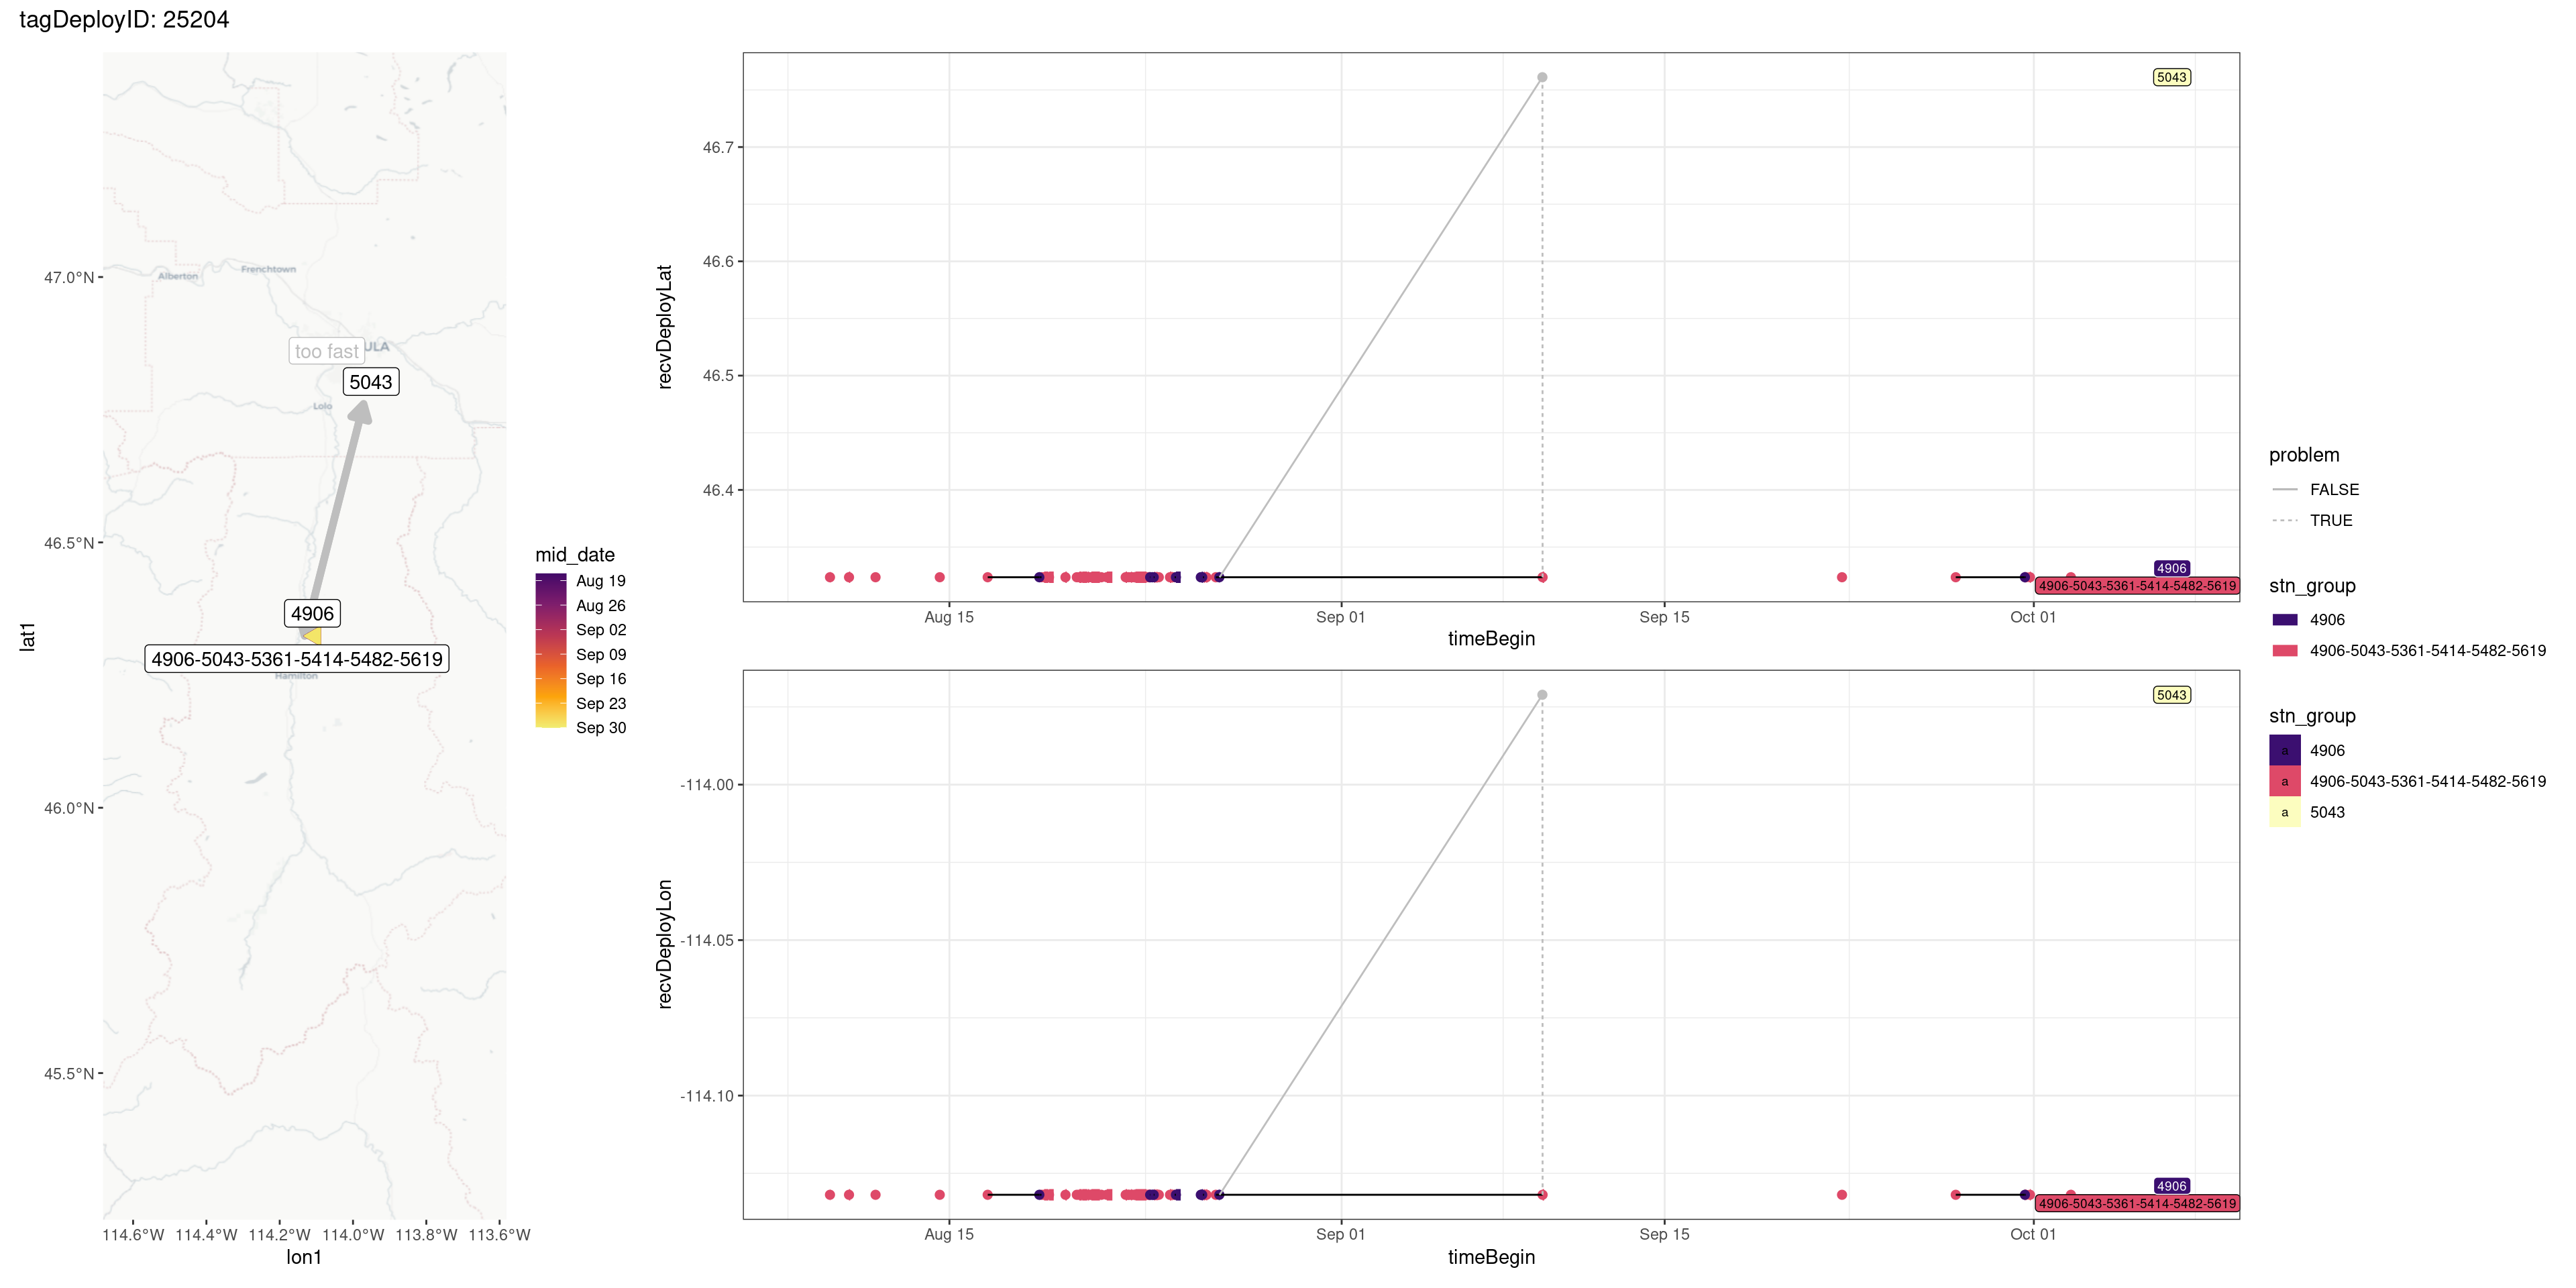 tagDeployID: 25204
47.0°N
46.5°N
46.0°N
45.5°N
lat1
114.6°W 114.4°W 114.2°W 114.0°W 113.8°W 113.6°W
lon1
Alberton
Frenchtown
too fast
ULA
5043
Lolo
4906
4906-5043-5361-5414-5482-5619
Hamilton
mid_date
Aug 19
Aug 26
Sep 02
Sep 09
Sep 16
Sep 23
Sep 30
recvDeployLat
46.7
46.6
46.5
46.4
5043
4906
4906-5043-5361-5414-5482-5619
Aug 15
Sep 01
Sep 15
Oct 01
timeBegin
recvDeployLon
-114.00
-114.05
-114.10
5043
4906
4906-5043-5361-5414-5482-5619
Aug 15
Sep 01
Sep 15
Oct 01
timeBegin
problem
FALSE
TRUE
stn_group
4906
4906-5043-5361-5414-5482-5619
stn_group
a 4906
a 4906-5043-5361-5414-5482-5619
a 5043